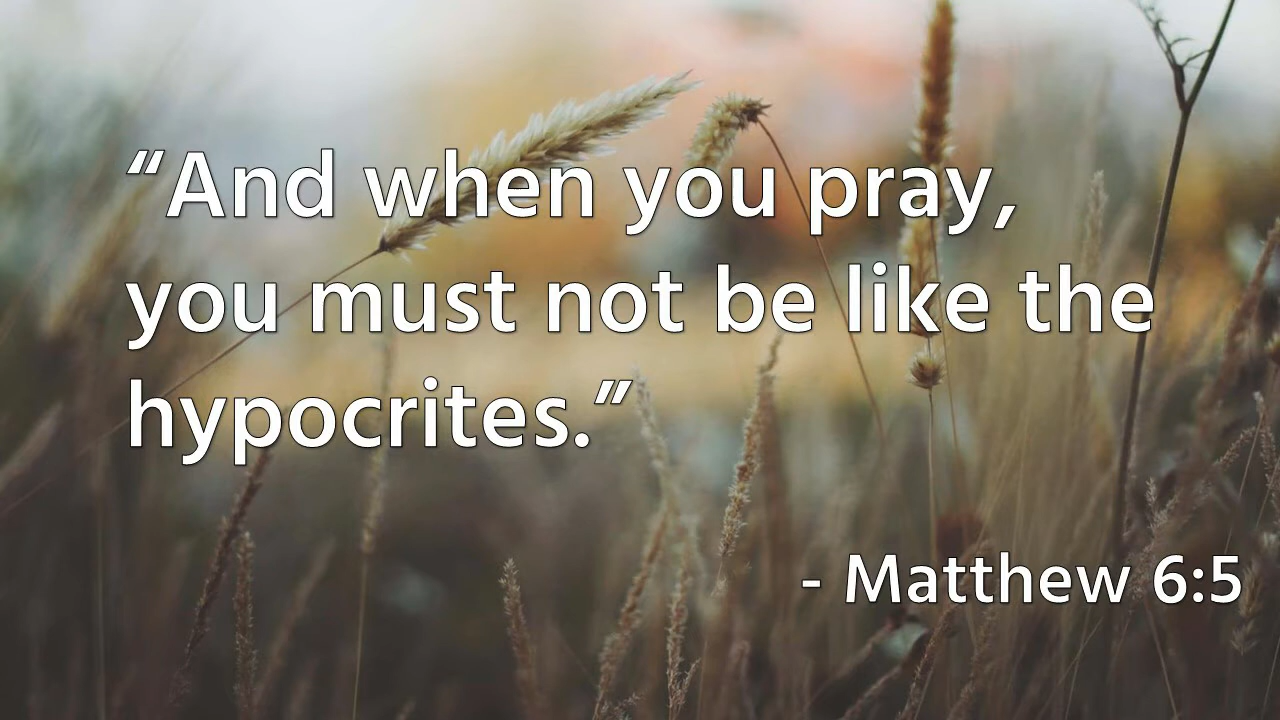 “And when you pray,
you must not be like the
hypocrites.”
- Matthew 6:5